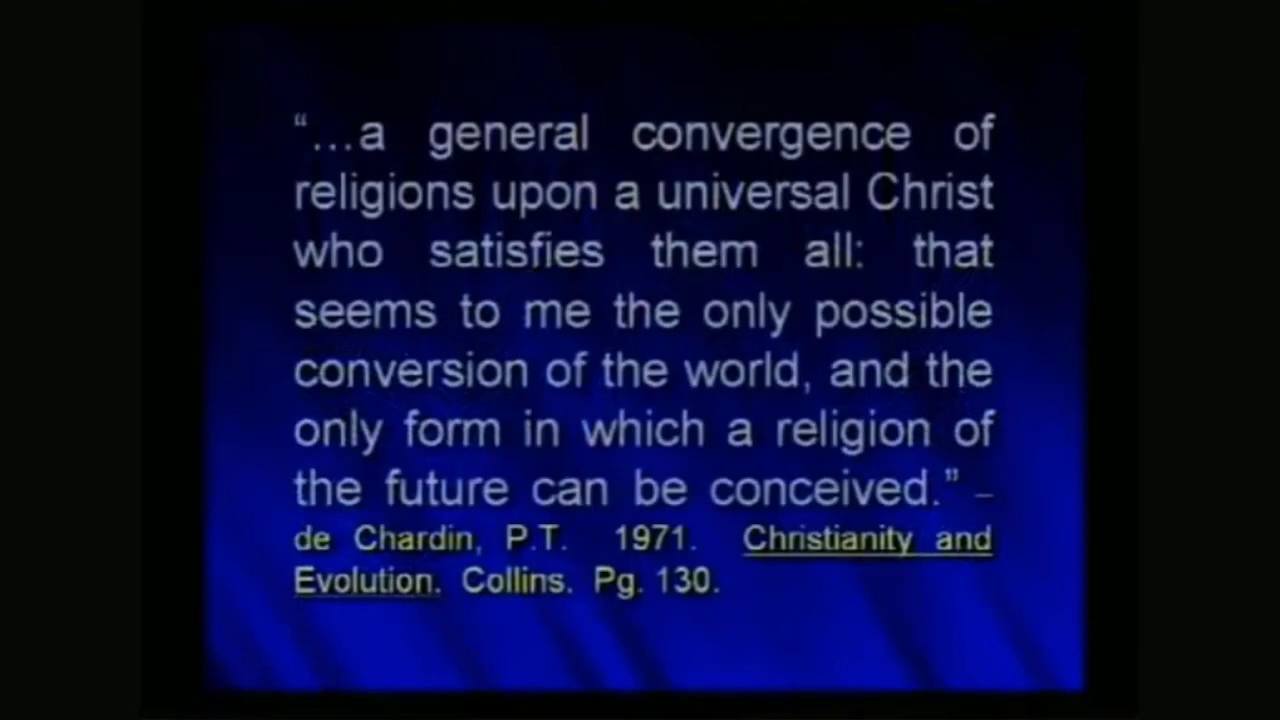 “…a general convergence of
religions upon a universal Christ
who satisfies them all: that
seems to me the only possible
conversion of the world, and the
only form in which a religion of
the future can be conceived.” –
de Chardin, P.T. 1971. Christianity and
Evolution. Collins. Pg. 130.